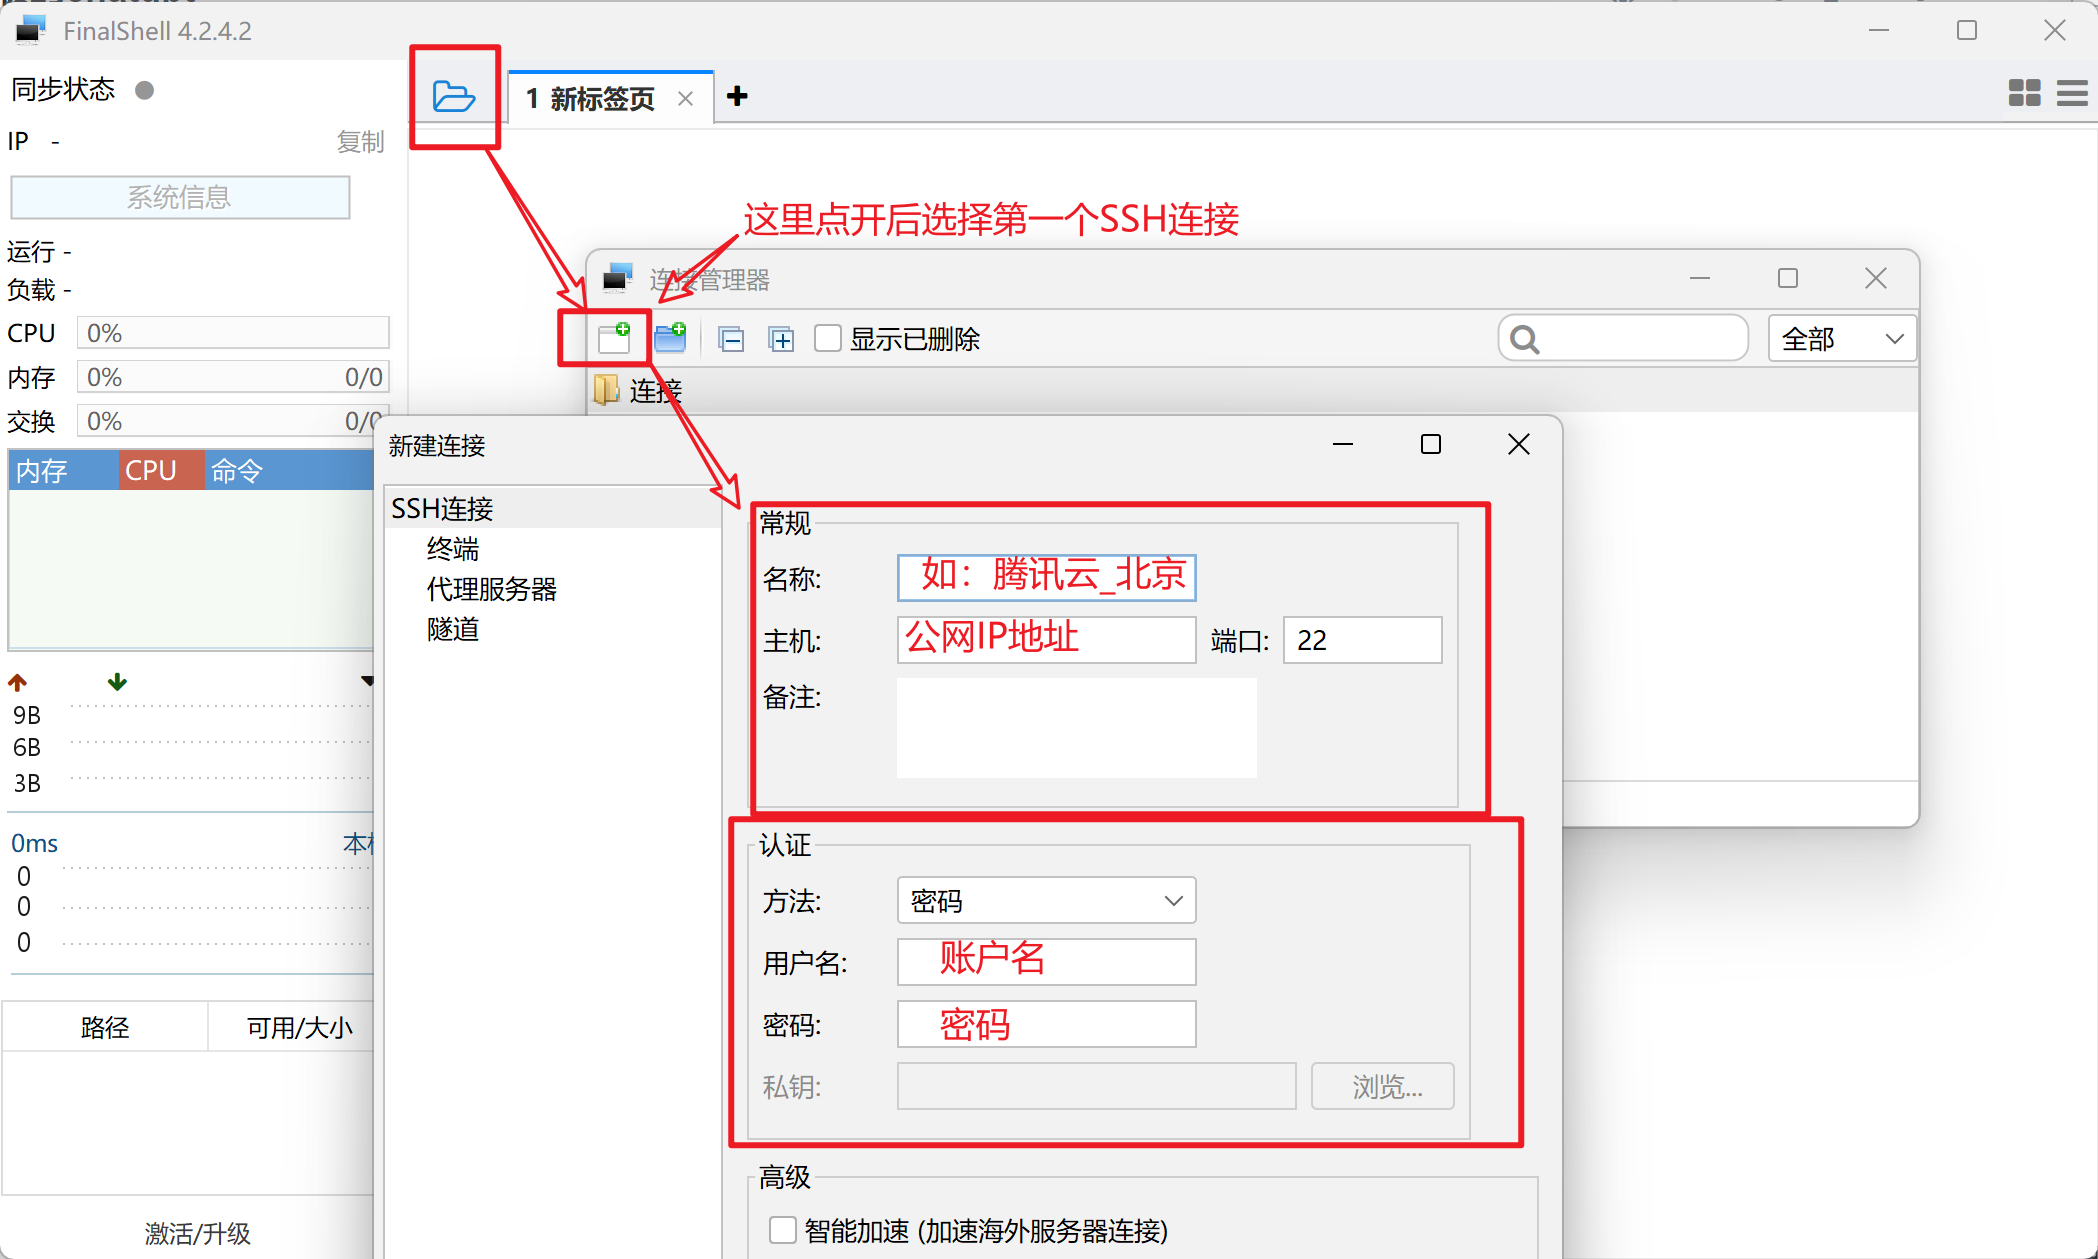 FinalShell 4.2.4.2
同步状态
IP -
复制
系统信息
运行 -
负载 -
CPU 0%
内存 0% 0/0
交换 0% 0/0
内存 CPU 命令
9B
6B
3B
0ms 本机
0
0
0
路径 可用/大小
激活/升级
1 新标签页
这里点开后选择第一个SSH连接
连接管理器
显示已删除
全部
连接
新建连接
SSH连接
终端
代理服务器
隧道
常规
名称: 如：腾讯云_北京
主机: 公网IP地址 端口: 22
备注:
认证
方法: 密码
用户名: 账户名
密码: 密码
私钥: 浏览...
高级
智能加速 (加速海外服务器连接)